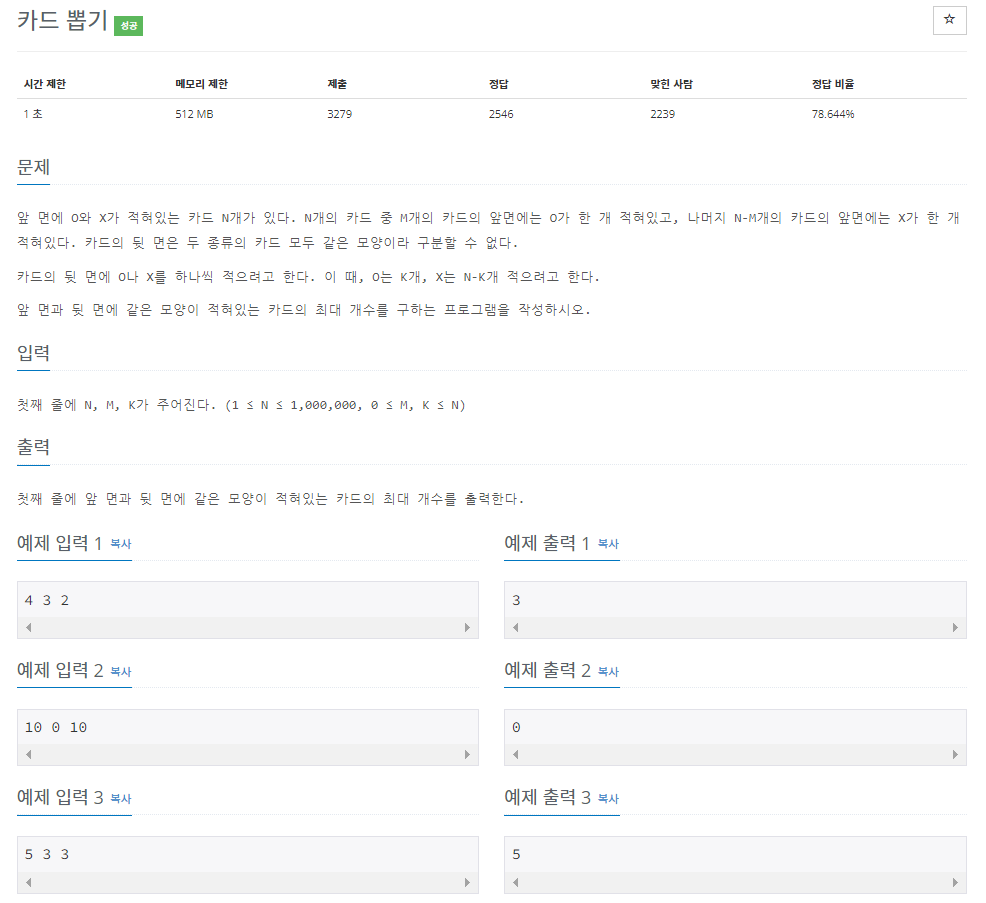 카드 뽑기 성공
☆
시간 제한 메모리 제한 제출 정답 맞힌 사람 정답 비율
1 초 512 MB 3279 2546 2239 78.644%
문제
앞 면에 O와 X가 적혀있는 카드 N개가 있다. N개의 카드 중 M개의 카드의 앞면에는 O가 한 개 적혀있고, 나머지 N-M개의 카드의 앞면에는 X가 한 개
적혀있다. 카드의 뒷 면은 두 종류의 카드 모두 같은 모양이라 구분할 수 없다.
카드의 뒷 면에 O나 X를 하나씩 적으려고 한다. 이 때, O는 K개, X는 N-K개 적으려고 한다.
앞 면과 뒷 면에 같은 모양이 적혀있는 카드의 최대 개수를 구하는 프로그램을 작성하시오.
입력
첫째 줄에 N, M, K가 주어진다. (1 ≤ N ≤ 1,000,000, 0 ≤ M, K ≤ N)
출력
첫째 줄에 앞 면과 뒷 면에 같은 모양이 적혀있는 카드의 최대 개수를 출력한다.
예제 입력 1 복사
4 3 2
예제 출력 1 복사
3
예제 입력 2 복사
10 0 10
예제 출력 2 복사
0
예제 입력 3 복사
5 3 3
예제 출력 3 복사
5